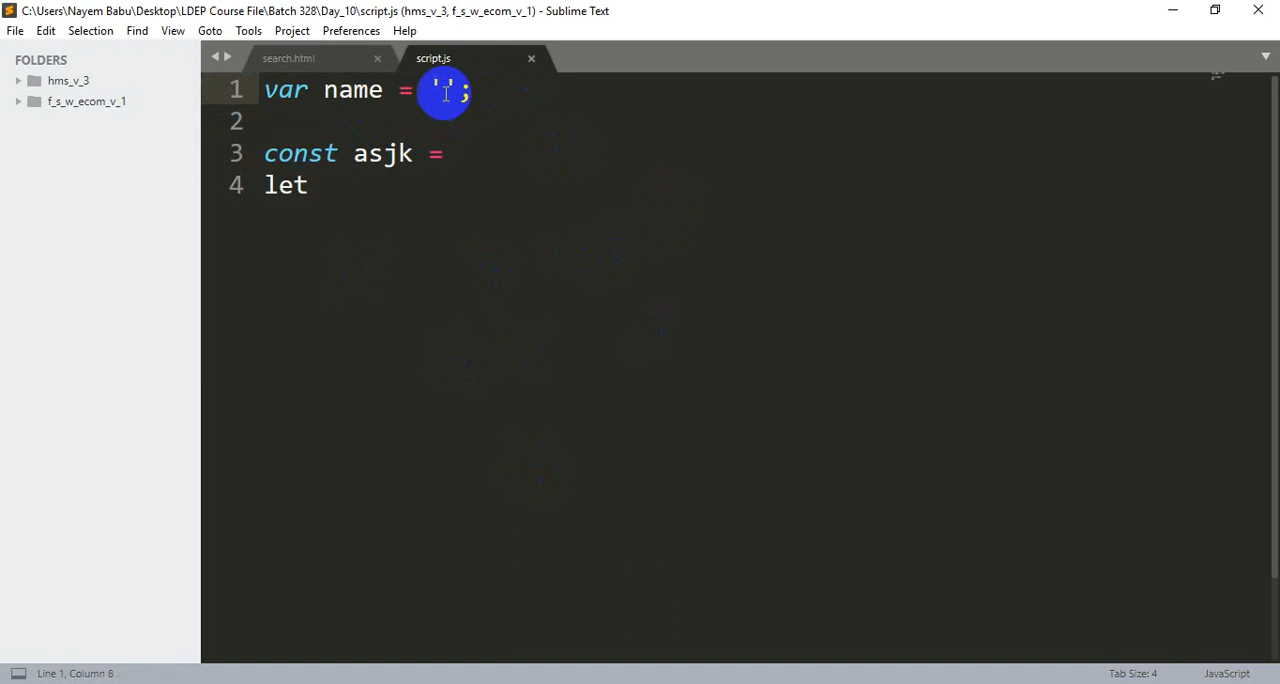 C:\Users\Nayem Babu\Desktop\LDEP Course File\Batch 328\Day_10\script.js (hms_v_3, f_s_w_ecom_v_1) - Sublime Text
File Edit Selection Find View Goto Tools Project Preferences Help
FOLDERS
hms_v_3
f_s_w_ecom_v_1
search.html script.js
1 var name = '';
2
3 const asjk =
4 let
Line 1, Column 8 Tab Size: 4 JavaScript